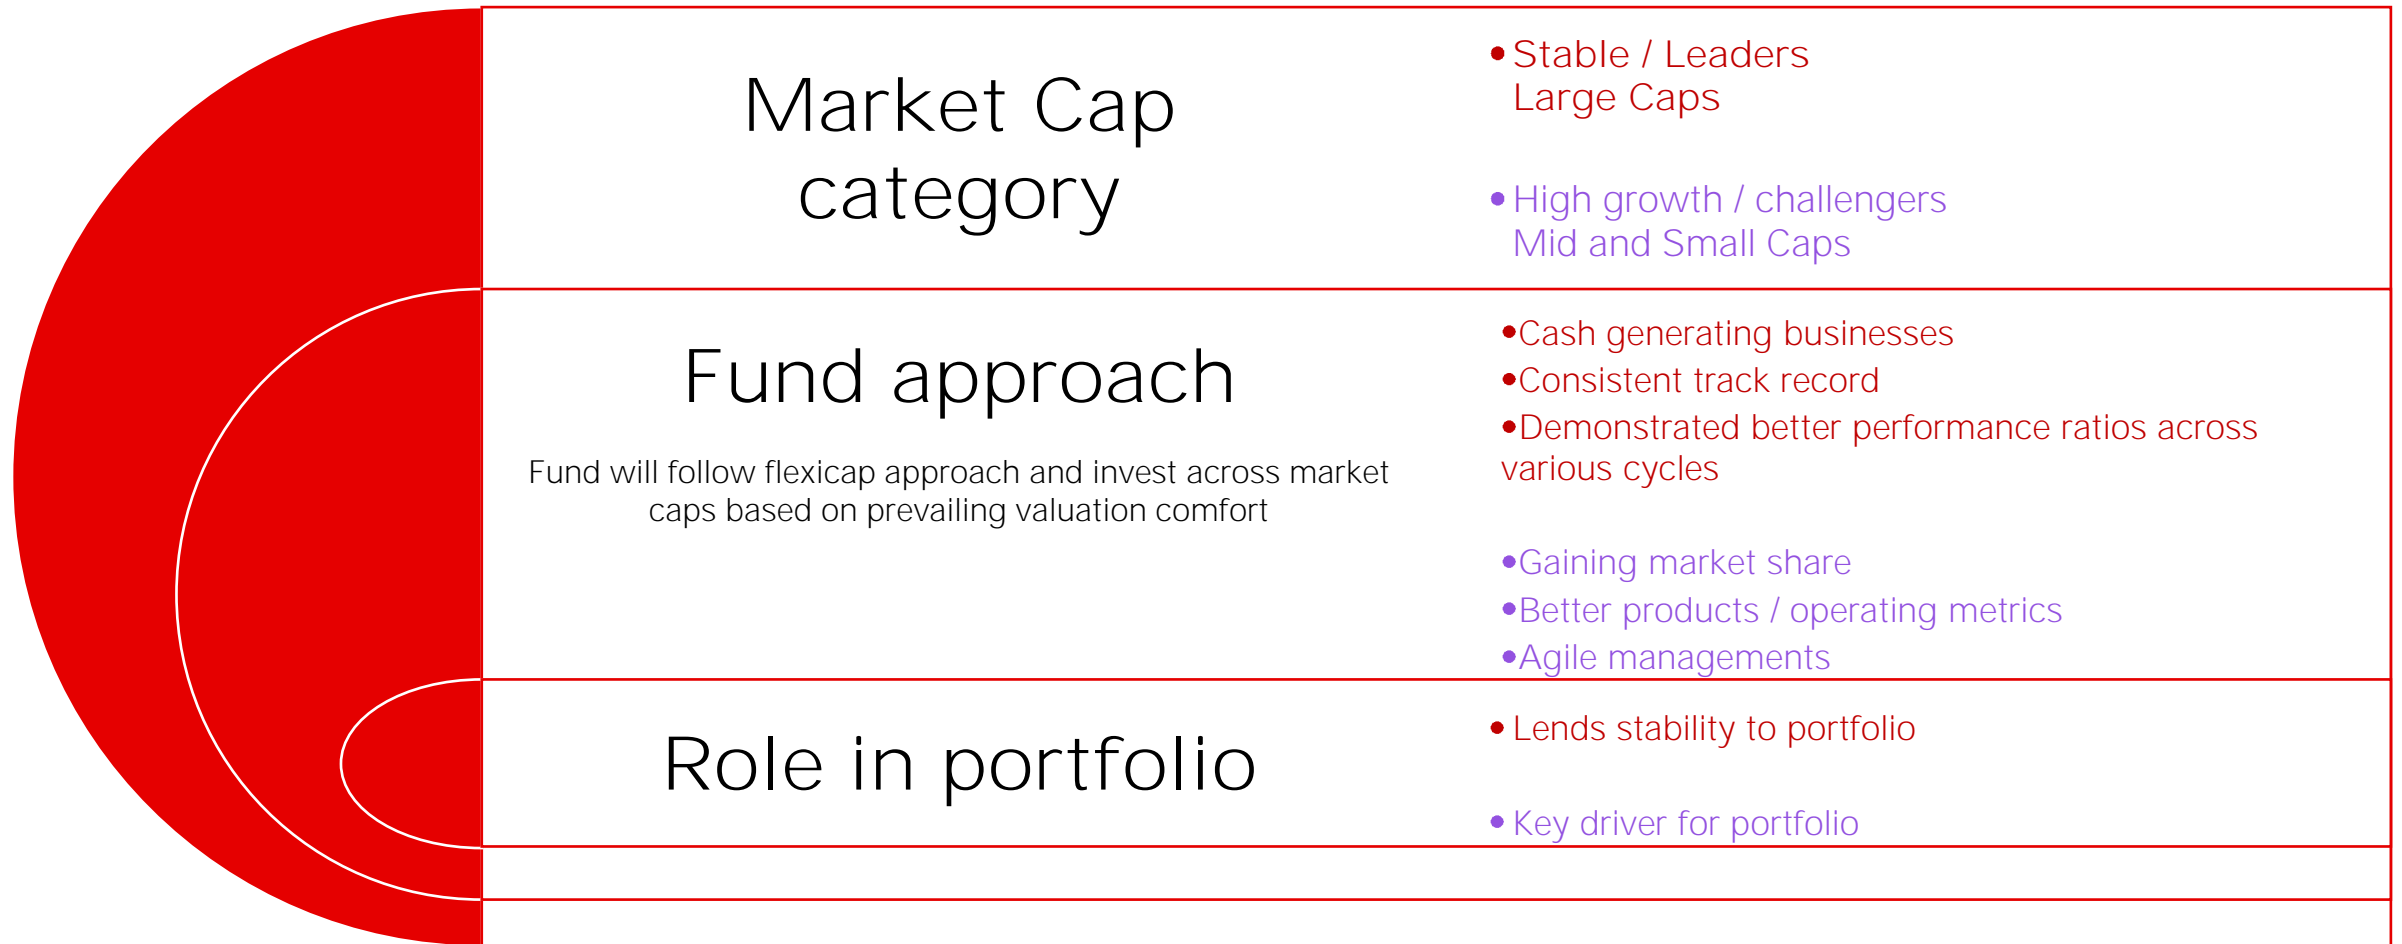 Market Cap
category
• Stable / Leaders
Large Caps
• High growth / challengers
Mid and Small Caps
Fund approach
Fund will follow flexicap approach and invest across market
caps based on prevailing valuation comfort
•Cash generating businesses
•Consistent track record
•Demonstrated better performance ratios across
various cycles
•Gaining market share
•Better products / operating metrics
•Agile managements
Role in portfolio
• Lends stability to portfolio
• Key driver for portfolio